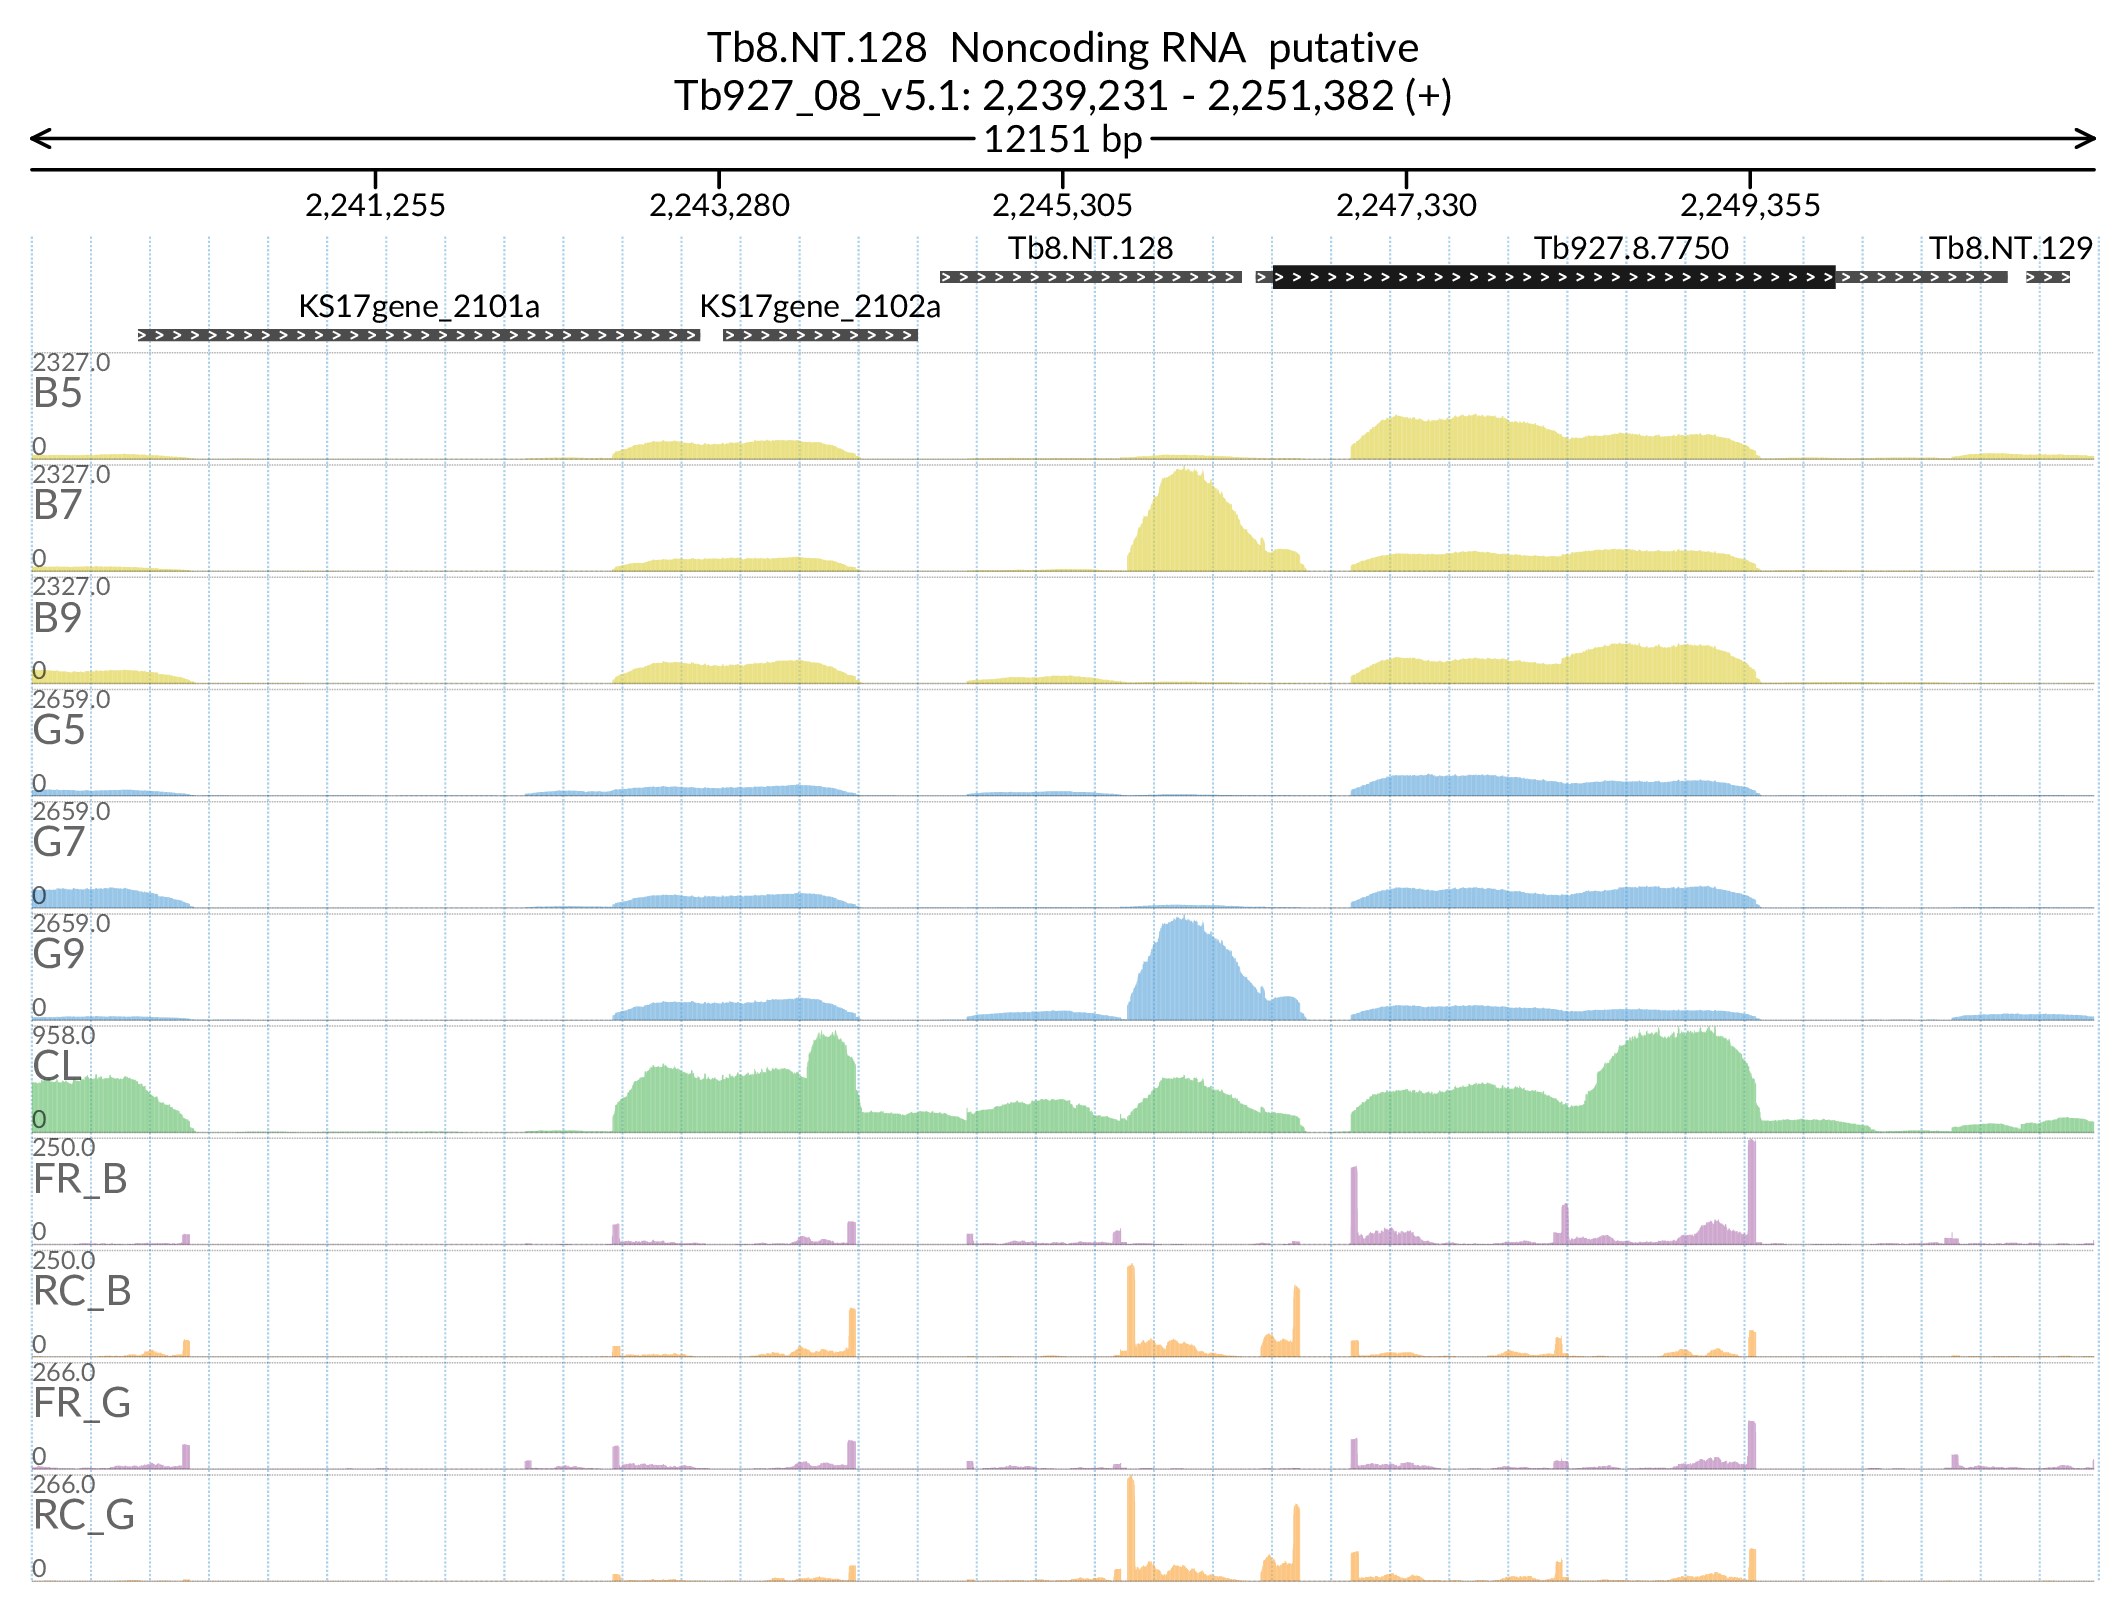 Tb8.NT.128  Noncoding RNA  putative
Tb927_08_v5.1: 2,239,231 - 2,251,382 (+)
12151 bp
2,241,255 2,243,280 2,245,305 2,247,330 2,249,355
Tb8.NT.128 Tb927.8.7750 Tb8.NT.129
KS17gene_2101a KS17gene_2102a
2327.0
B5
0
2327.0
B7
0
2327.0
B9
0
2659.0
G5
0
2659.0
G7
0
2659.0
G9
0
958.0
CL
0
250.0
FR_B
0
250.0
RC_B
0
266.0
FR_G
0
266.0
RC_G
0